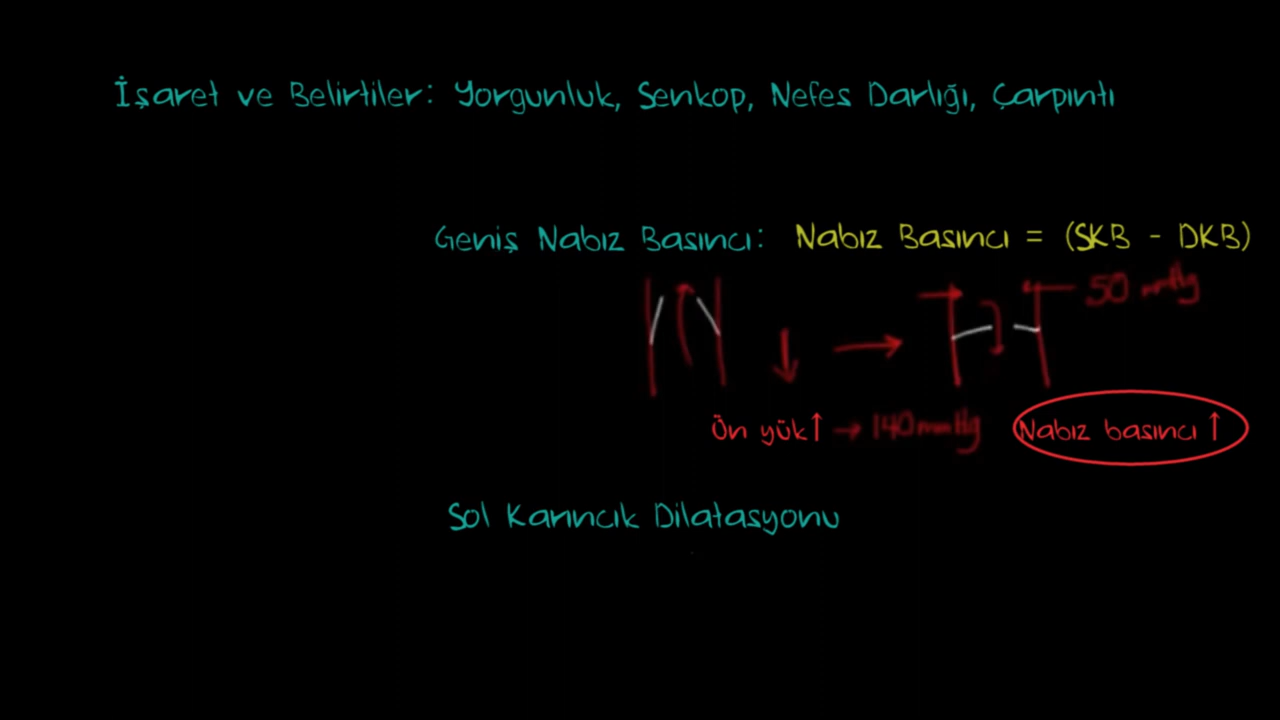 İşaret ve Belirtiler: Yorgunluk, Senkop, Nefes Darlığı, Çarpıntı
Geniş Nabız Basıncı: Nabız Basıncı = (SKB - DKB)
50 mmHg
Ün yük↑ → 140 mmHg Nabız basıncı ↑
Sol Karıncık Dilatasyonu